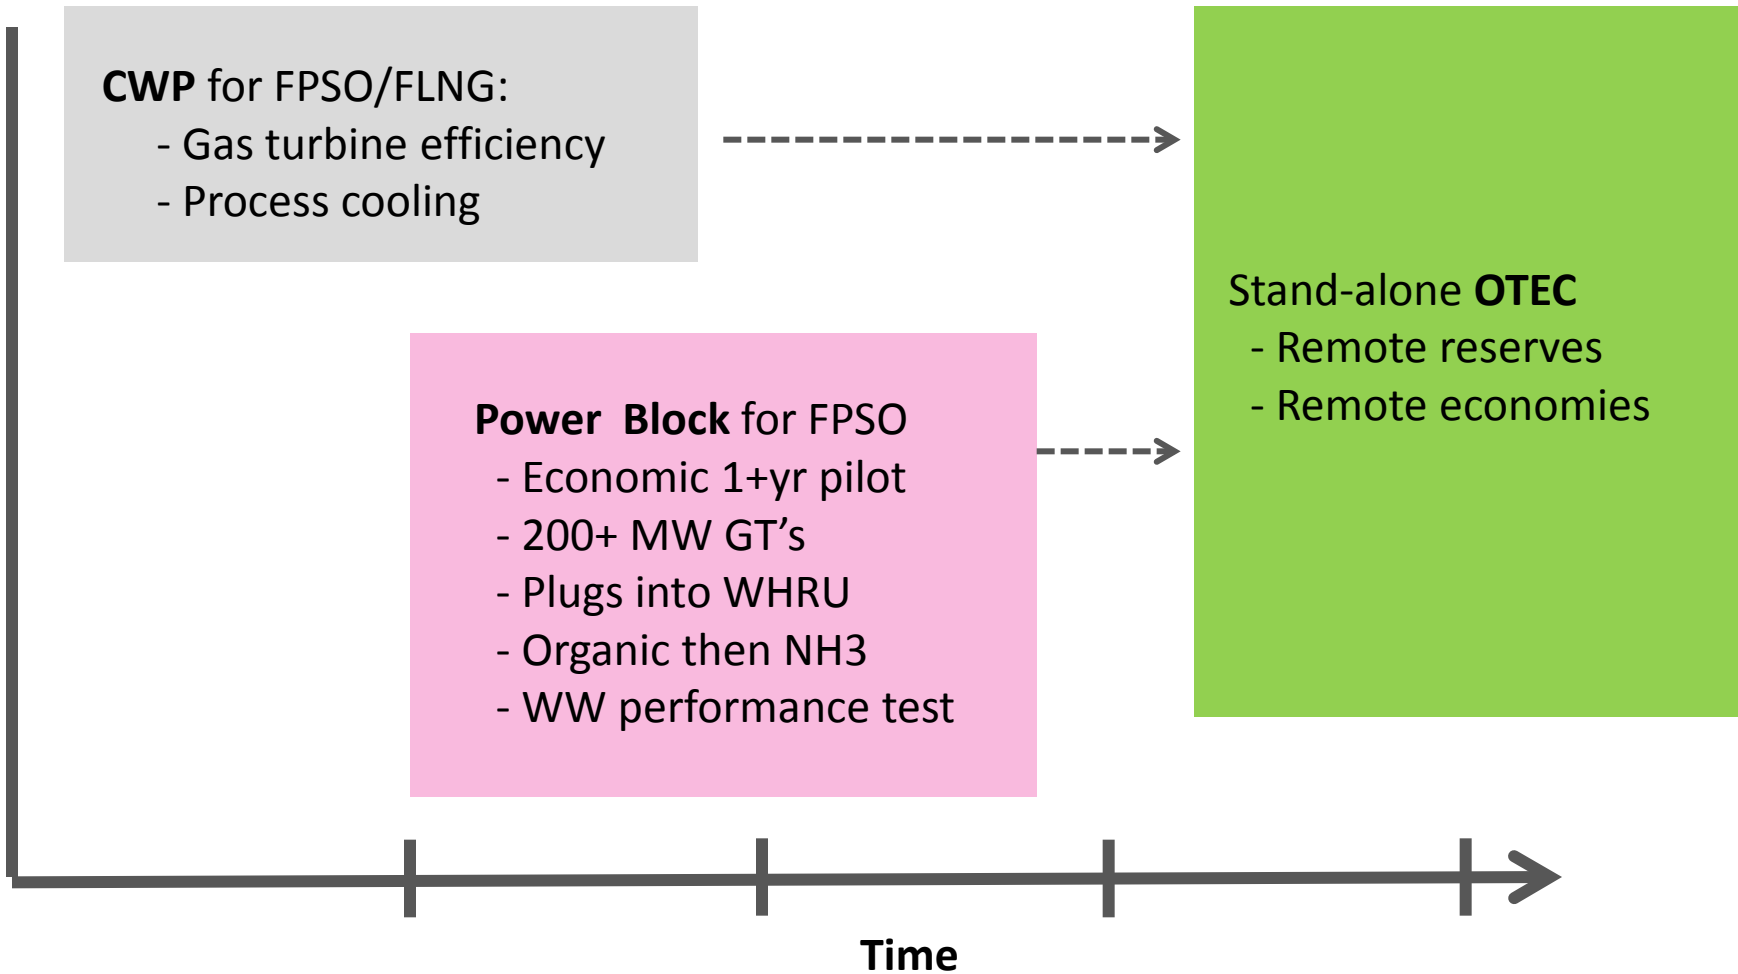 CWP for FPSO/FLNG:
- Gas turbine efficiency
- Process cooling
Stand-alone OTEC
- Remote reserves
- Remote economies
Power  Block for FPSO
- Economic 1+yr pilot
- 200+ MW GT’s
- Plugs into WHRU
- Organic then NH3
- WW performance test
Time